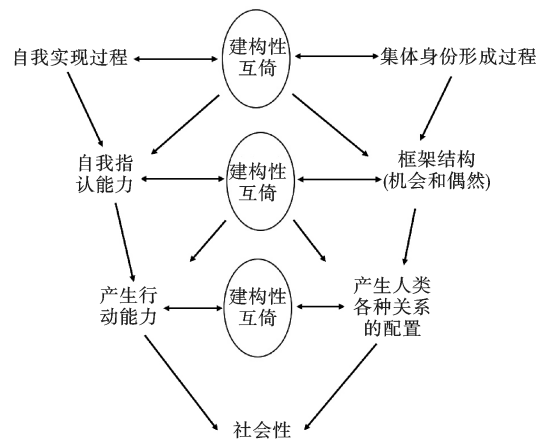 自我实现过程
建构性
互倚
集体身份形成过程
自我指
认能力
建构性
互倚
框架结构
(机会和偶然)
产生行
动能力
建构性
互倚
产生人类
各种关系
的配置
社会性